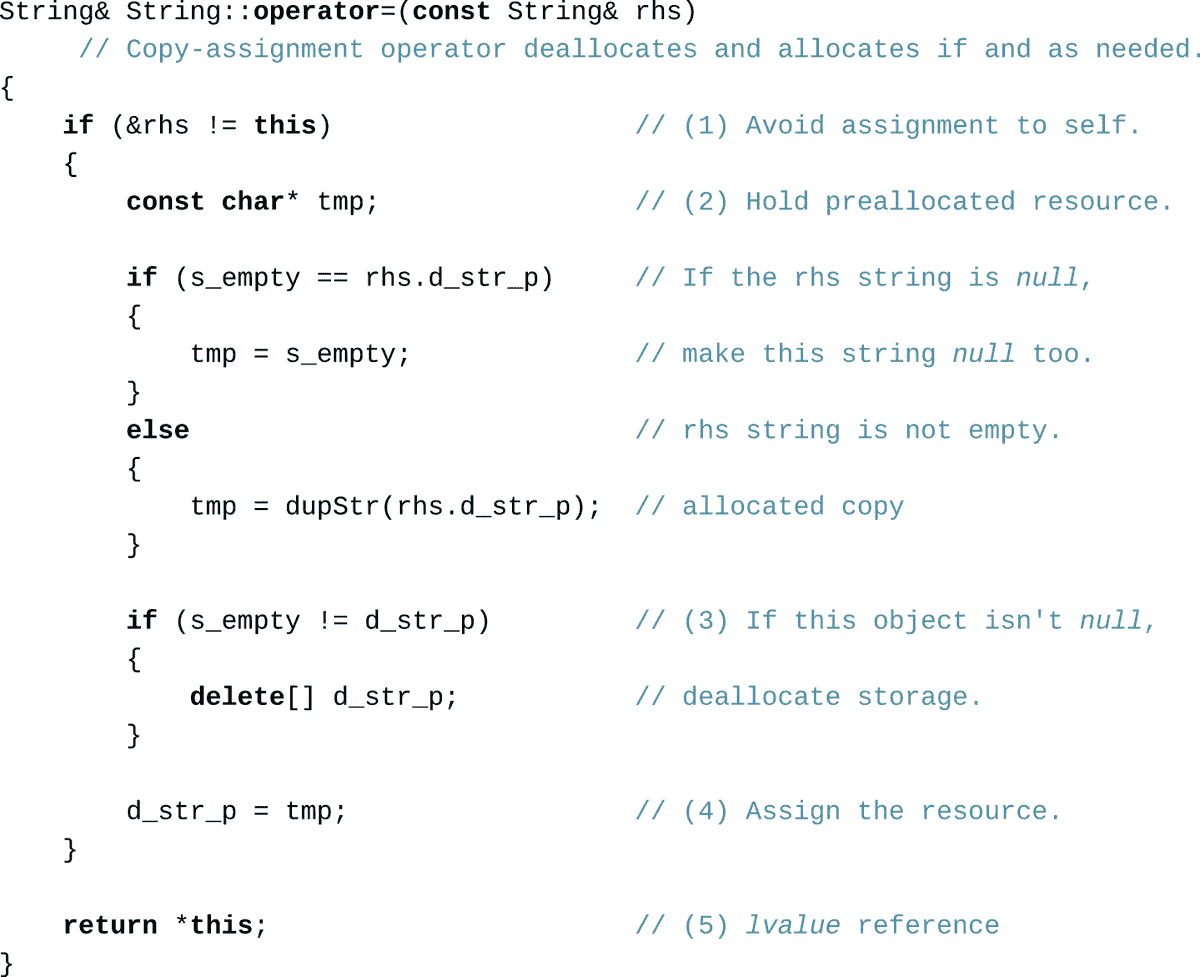 String& String::operator=(const String& rhs)
     // Copy-assignment operator deallocates and allocates if and as needed.
{
    if (&rhs != this)                   // (1) Avoid assignment to self.
    {
        const char* tmp;                // (2) Hold preallocated resource.

        if (s_empty == rhs.d_str_p)     // If the rhs string is null,
        {
            tmp = s_empty;              // make this string null too.
        }
        else                            // rhs string is not empty.
        {
            tmp = dupStr(rhs.d_str_p);  // allocated copy
        }

        if (s_empty != d_str_p)         // (3) If this object isn't null,
        {
            delete[] d_str_p;           // deallocate storage.
        }

        d_str_p = tmp;                  // (4) Assign the resource.
    }

    return *this;                       // (5) lvalue reference
}